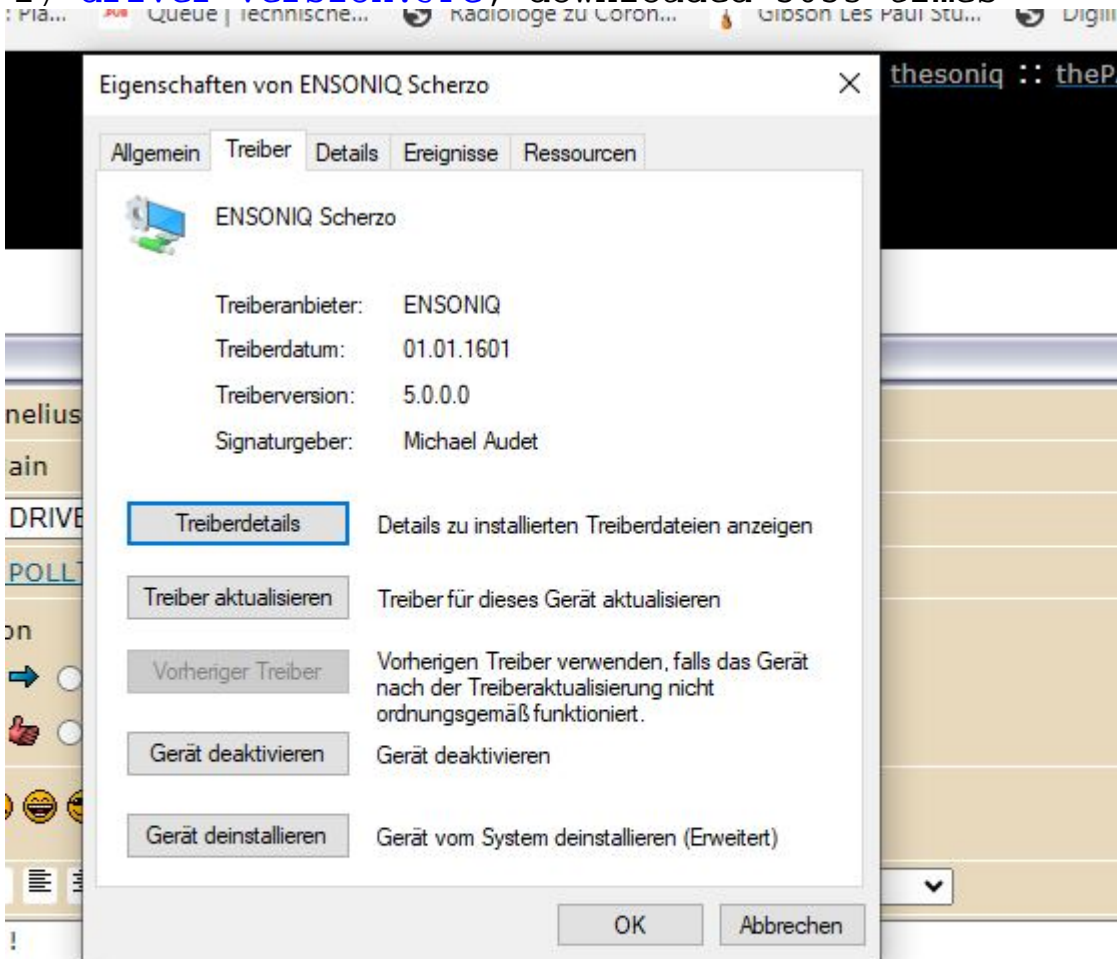 Queue | Technische...
Radiologe zu Coron...
Gibson Les Paul Stu...
Eigenschaften von ENSONIQ Scherzo
thesoniq :: theP
Allgemein Treiber Details Ereignisse Ressourcen
ENSONIQ Scherzo
Treiberanbieter: ENSONIQ
Treiberdatum: 01.01.1601
Treiberversion: 5.0.0.0
nelius
Signaturgeber: Michael Audet
ain
DRIVE
Treiberdetails Details zu installierten Treiberdateien anzeigen
POLL
Treiber aktualisieren Treiber für dieses Gerät aktualisieren
on
Vorheriger Treiber Vorherigen Treiber verwenden, falls das Gerät
nach der Treiberaktualisierung nicht
ordnungsgemäß funktioniert.
Gerät deaktivieren Gerät deaktivieren
Gerät deinstallieren Gerät vom System deinstallieren (Erweitert)
OK Abbrechen
!